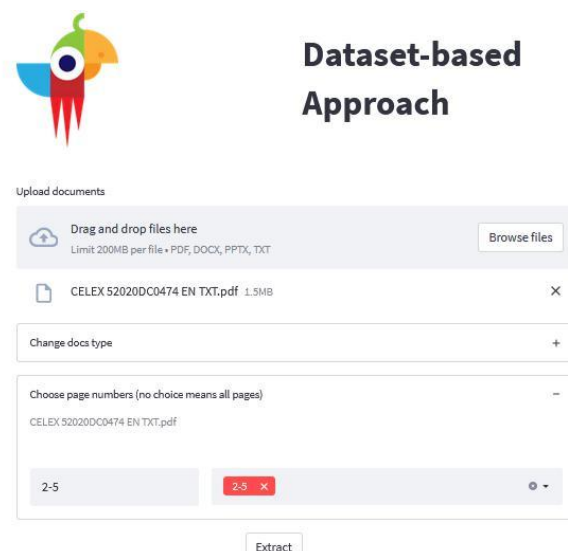 Dataset-based
Approach
Upload documents
Drag and drop files here
Limit 200MB per file • PDF, DOCX, PPTX, TXT
Browse files
CELEX 52020DC0474 EN TXT.pdf 1.5MB
Change docs type
Choose page numbers (no choice means all pages)
CELEX 52020DC0474 EN TXT.pdf
2-5
2-5
Extract